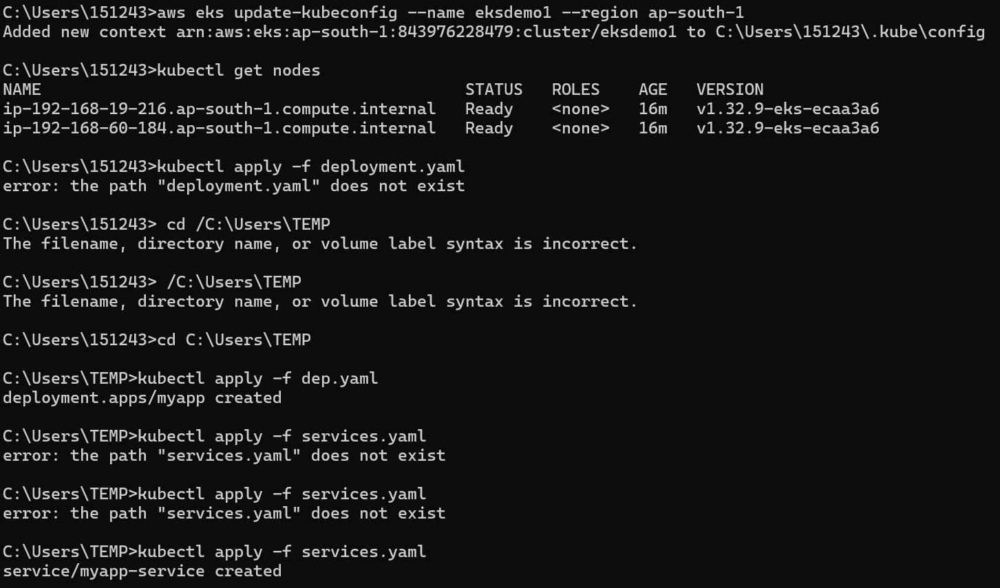 C:\Users\151243>aws eks update-kubeconfig --name eksdemo1 --region ap-south-1
Added new context arn:aws:eks:ap-south-1:843976228479:cluster/eksdemo1 to C:\Users\151243\.kube\config
C:\Users\151243>kubectl get nodes
NAME STATUS ROLES AGE VERSION
ip-192-168-19-216.ap-south-1.compute.internal Ready <none> 16m v1.32.9-eks-ecaa3a6
ip-192-168-60-184.ap-south-1.compute.internal Ready <none> 16m v1.32.9-eks-ecaa3a6
C:\Users\151243>kubectl apply -f deployment.yaml
error: the path "deployment.yaml" does not exist
C:\Users\151243> cd /C:\Users\TEMP
The filename, directory name, or volume label syntax is incorrect.
C:\Users\151243> /C:\Users\TEMP
The filename, directory name, or volume label syntax is incorrect.
C:\Users\151243>cd C:\Users\TEMP
C:\Users\TEMP>kubectl apply -f dep.yaml
deployment.apps/myapp created
C:\Users\TEMP>kubectl apply -f services.yaml
error: the path "services.yaml" does not exist
C:\Users\TEMP>kubectl apply -f services.yaml
error: the path "services.yaml" does not exist
C:\Users\TEMP>kubectl apply -f services.yaml
service/myapp-service created